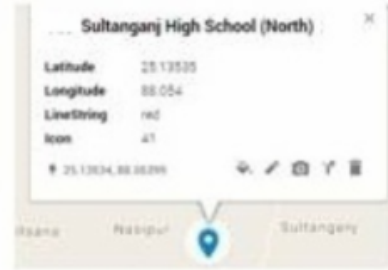 Sultanganj High School (North)
Latitude 25.13535
Longitude 88.054
LineString red
Icon 41
Nasipur
Sultanganj